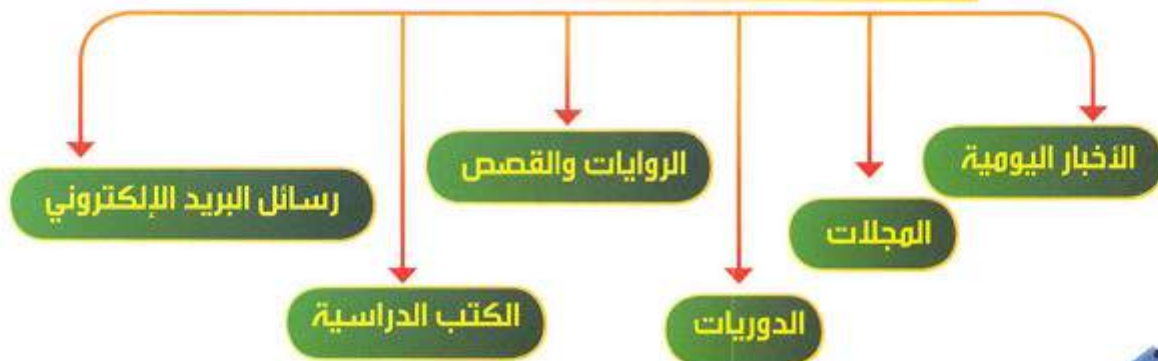 الأخبار اليومية
المجلات
الدوريات
الروايات والقصص
الكتب الدراسية
رسائل البريد الإلكتروني